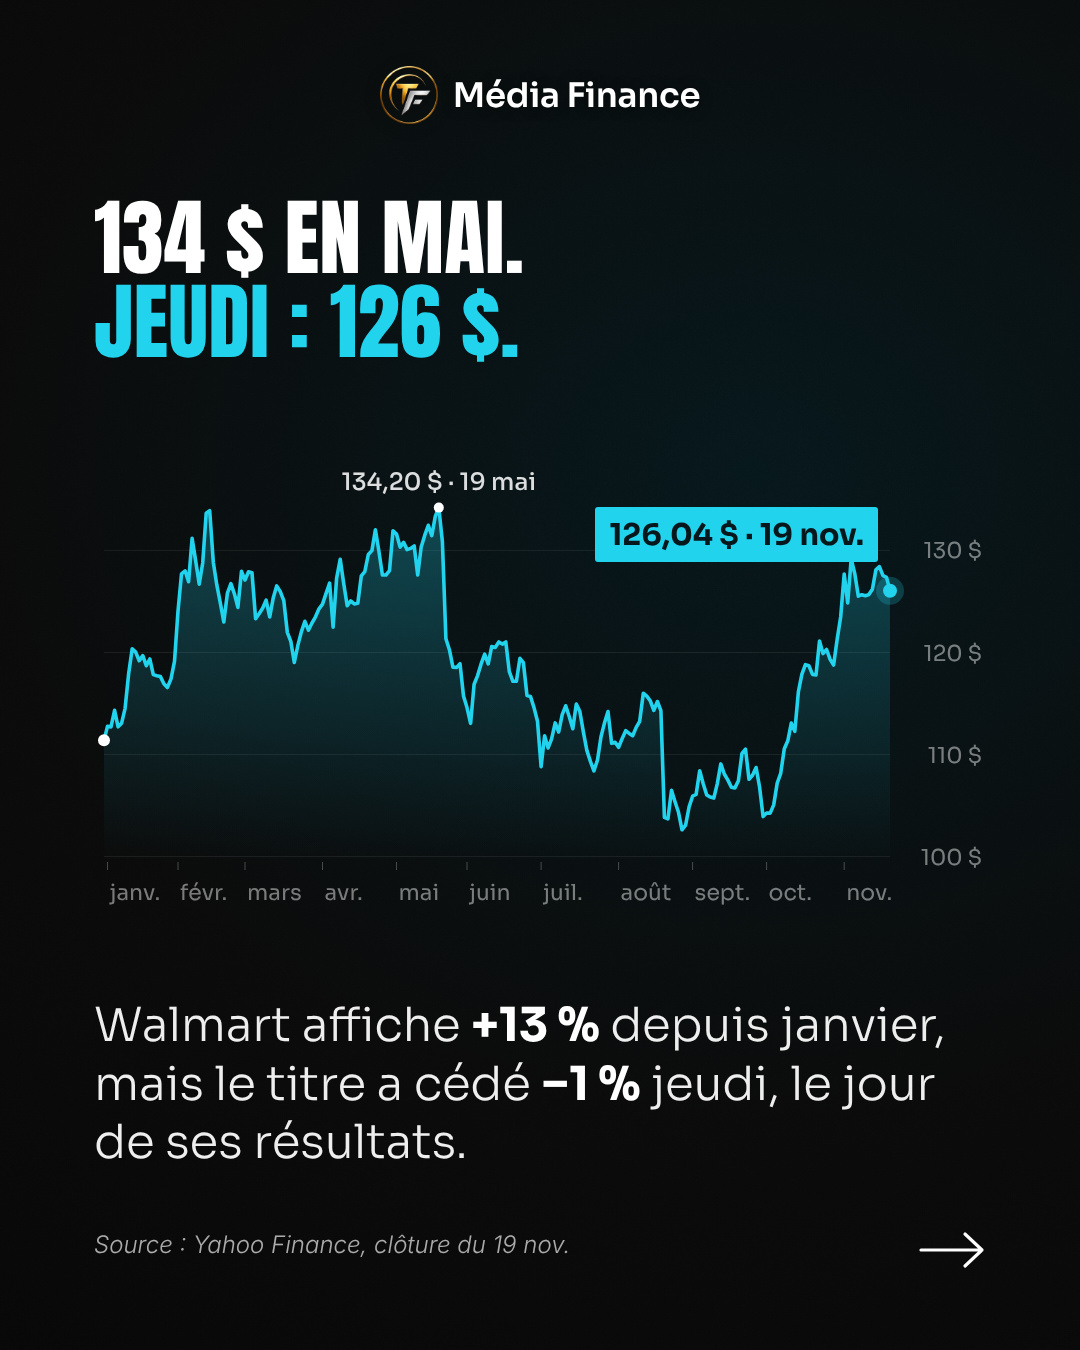 TF Média Finance
134 $ EN MAI.
JEUDI : 126 $.
134,20 $ · 19 mai
126,04 $ · 19 nov.
130 $
120 $
110 $
100 $
janv. févr. mars avr. mai juin juil. août sept. oct. nov.
Walmart affiche +13 % depuis janvier,
mais le titre a cédé −1 % jeudi, le jour
de ses résultats.
Source : Yahoo Finance, clôture du 19 nov.